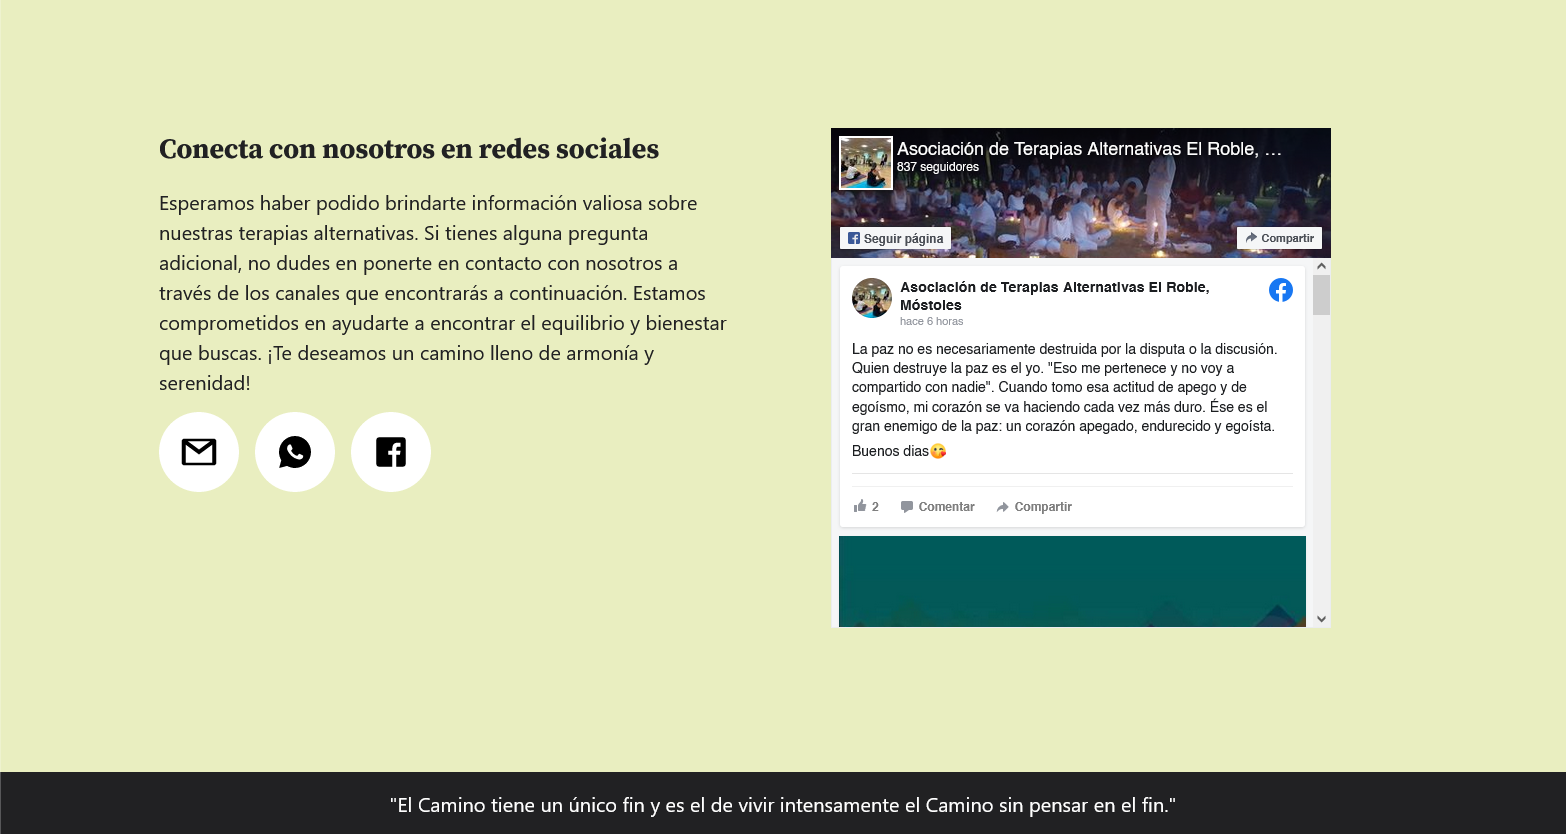 Conecta con nosotros en redes sociales
Esperamos haber podido brindarte información valiosa sobre
nuestras terapias alternativas. Si tienes alguna pregunta
adicional, no dudes en ponerte en contacto con nosotros a
través de los canales que encontrarás a continuación. Estamos
comprometidos en ayudarte a encontrar el equilibrio y bienestar
que buscas. ¡Te deseamos un camino lleno de armonía y
serenidad!
Asociación de Terapias Alternativas El Roble, ...
837 seguidores
Seguir página
Compartir
Asociación de Terapias Alternativas El Roble,
Móstoles
hace 6 horas
La paz no es necesariamente destruida por la disputa o la discusión.
Quien destruye la paz es el yo. "Eso me pertenece y no voy a
compartido con nadie". Cuando tomo esa actitud de apego y de
egoísmo, mi corazón se va haciendo cada vez más duro. Ése es el
gran enemigo de la paz: un corazón apegado, endurecido y egoísta.
Buenos dias😘
2 Comentar Compartir
"El Camino tiene un único fin y es el de vivir intensamente el Camino sin pensar en el fin."